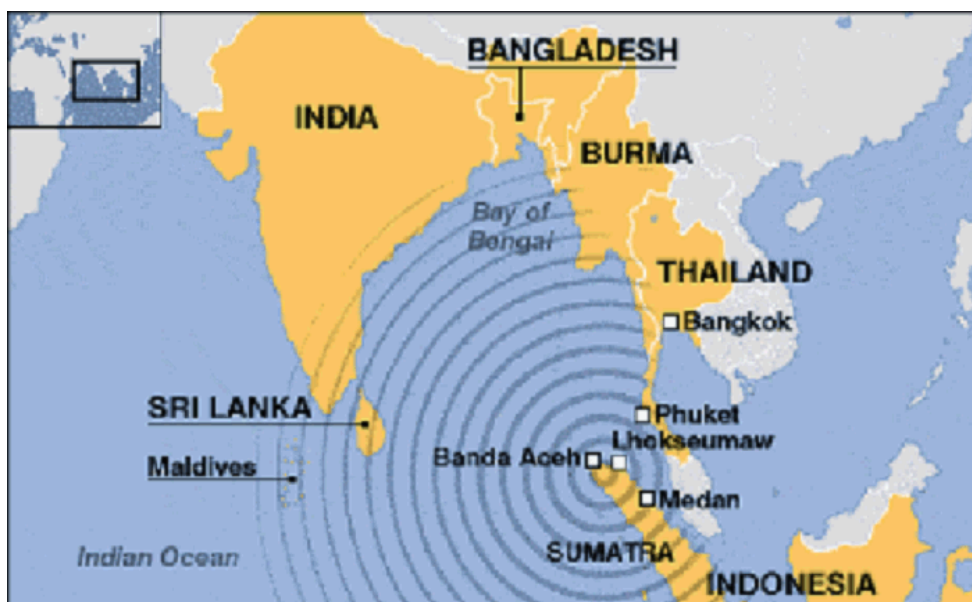 BANGLADESH
INDIA
BURMA
Bay of
Bengal
THAILAND
Bangkok
SRI LANKA
Phuket
Lhokseumaw
Banda Aceh
Maldives
Medan
Indian Ocean
SUMATRA
INDONESIA